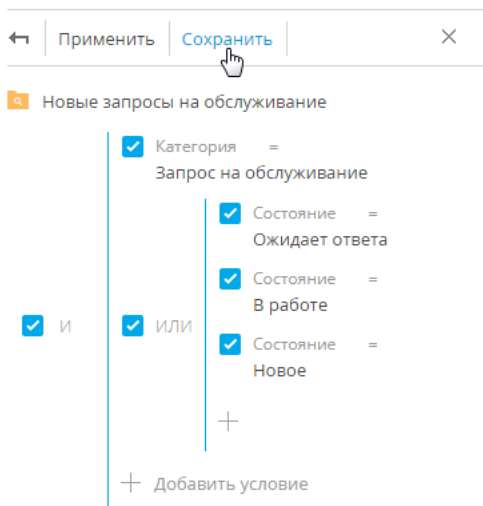 Применить Сохранить
Новые запросы на обслуживание
Категория =
Запрос на обслуживание
Состояние =
Ожидает ответа
Состояние =
В работе
И ИЛИ
Состояние =
Новое
Добавить условие